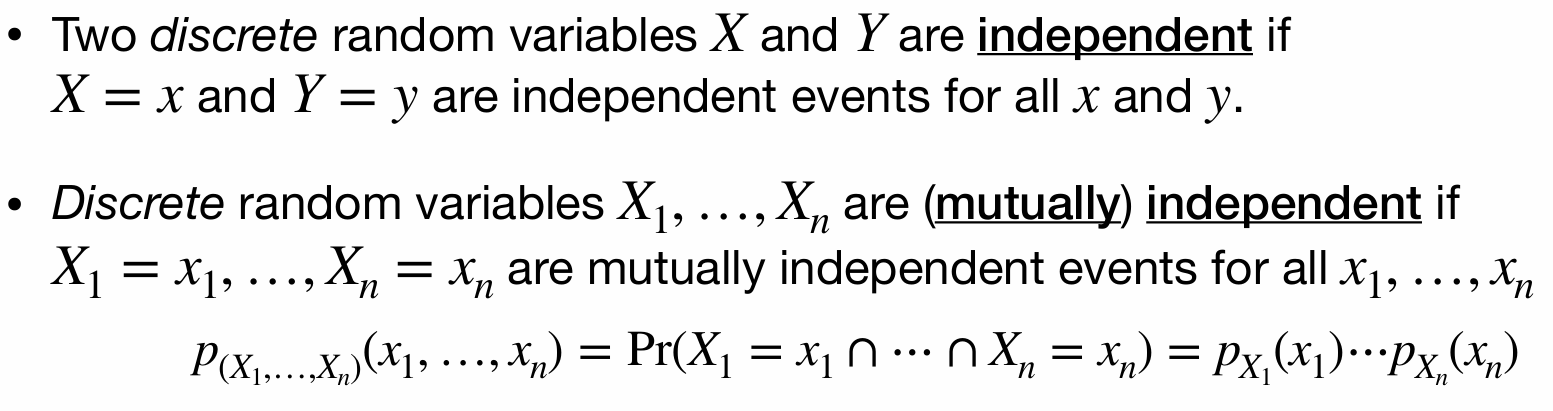 • Two discrete random variables X and Y are independent if
X = x and Y = y are independent events for all x and y.
• Discrete random variables X₁, …, Xₙ are (mutually) independent if
X₁ = x₁, …, Xₙ = xₙ are mutually independent events for all x₁, …, xₙ
p_(X₁,…,Xₙ)(x₁, …, xₙ) = Pr(X₁ = x₁ ∩ ⋯ ∩ Xₙ = xₙ) = p_X₁(x₁)⋯p_Xₙ(xₙ)